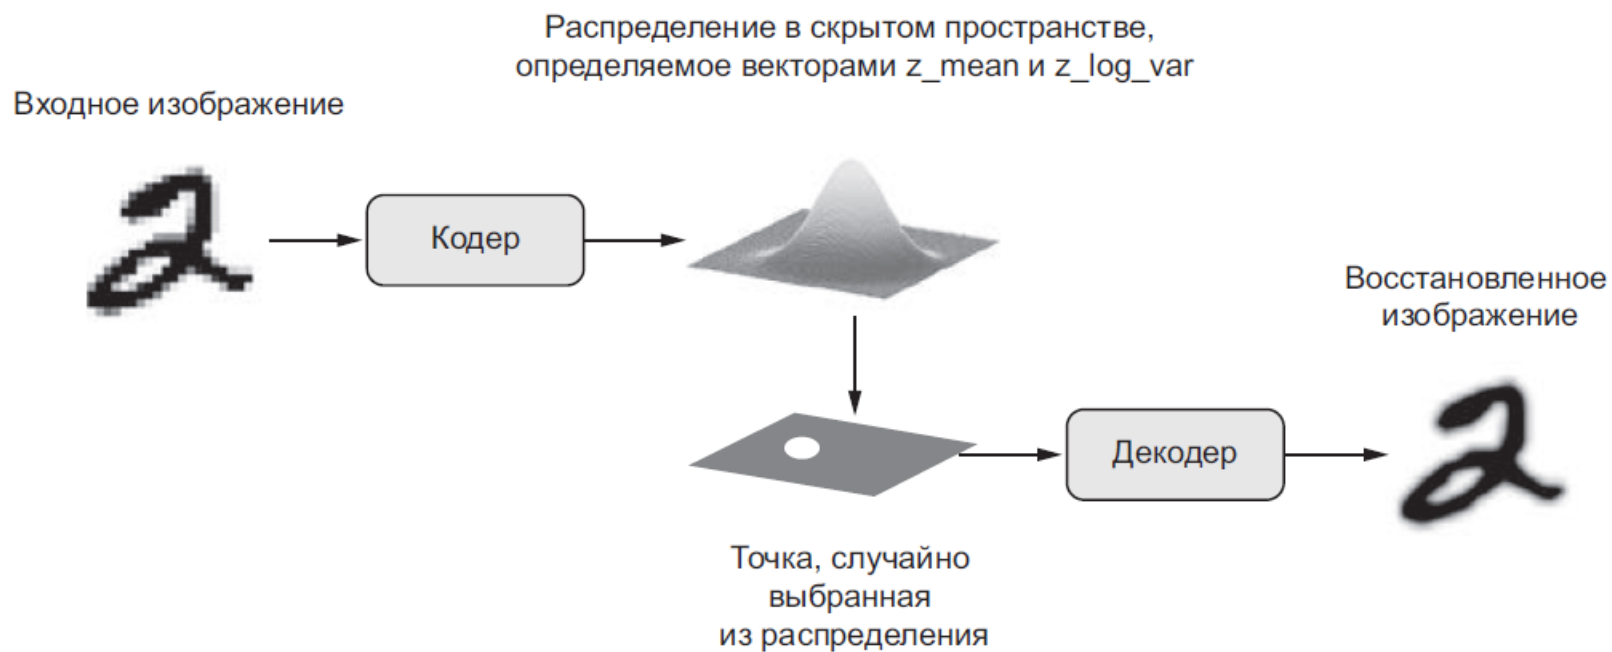 Распределение в скрытом пространстве,
определяемое векторами z_mean и z_log_var
Входное изображение
Кодер
Восстановленное
изображение
Декодер
Точка, случайно
выбранная
из распределения